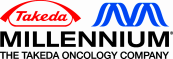 Takeda
MILLENNIUM®
THE TAKEDA ONCOLOGY COMPANY